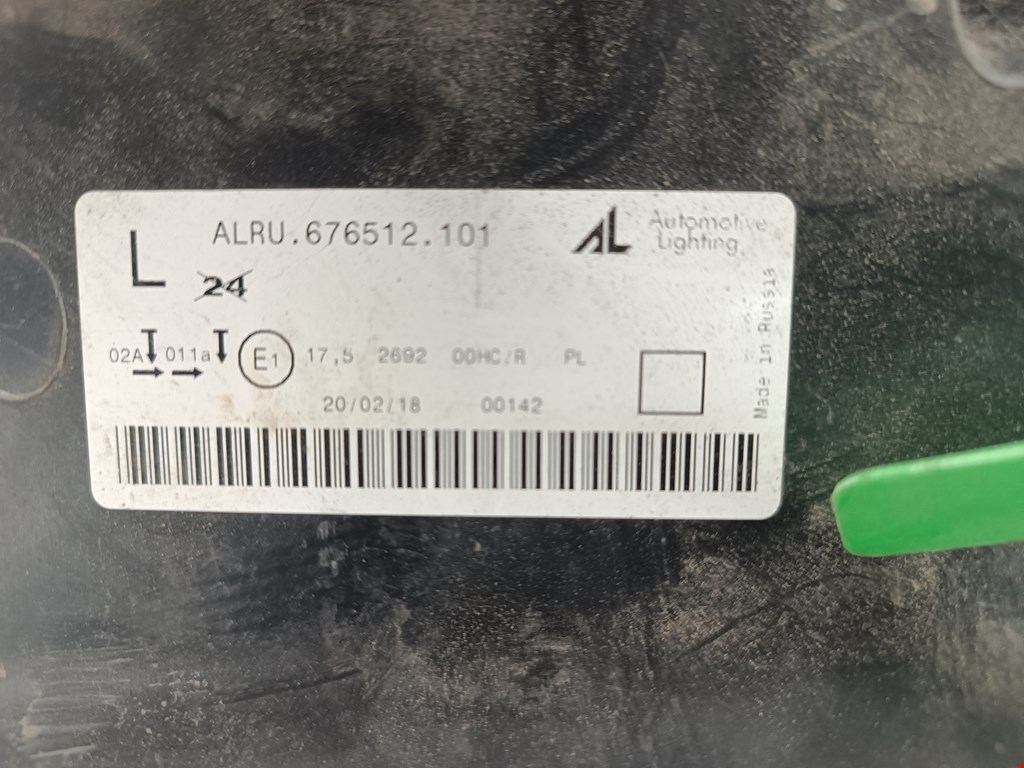 L ALRU.676512.101 AL Automotive Lighting
24
02A 011a E1 17,5 2692 00HC/R PL
20/02/18 00142
Made in Russia